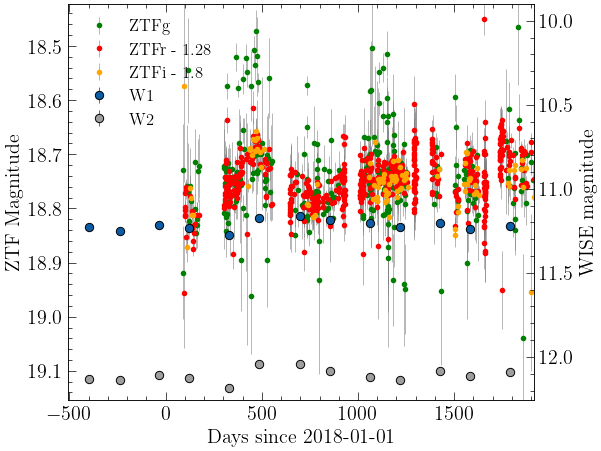 ZTFg
ZTFr - 1.28
ZTFi - 1.8
W1
W2
18.5
18.6
18.7
18.8
18.9
19.0
19.1
ZTF Magnitude
10.0
10.5
11.0
11.5
12.0
WISE magnitude
−500
0
500
1000
1500
Days since 2018-01-01